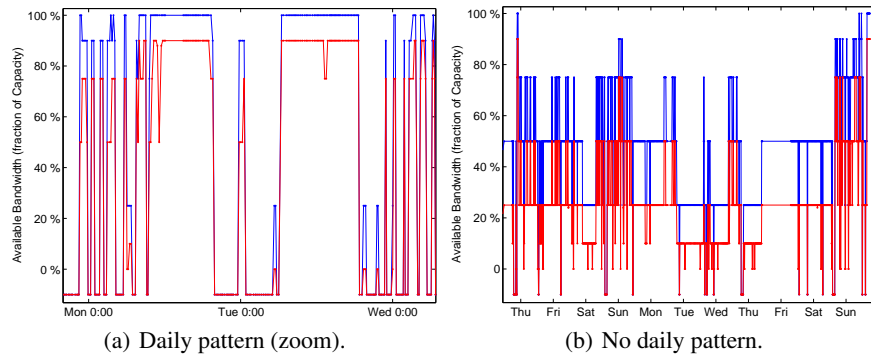 Available Bandwidth (fraction of Capacity)
100 %
80 %
60 %
40 %
20 %
0 %
Mon 0:00 Tue 0:00 Wed 0:00
(a) Daily pattern (zoom).
Available Bandwidth (fraction of Capacity)
100 %
80 %
60 %
40 %
20 %
0 %
Thu Fri Sat Sun Mon Tue Wed Thu Fri Sat Sun
(b) No daily pattern.